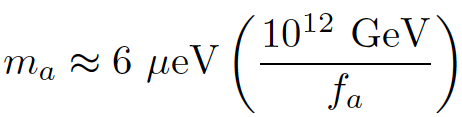 m_a ≈ 6 μeV (10^12 GeV / f_a)